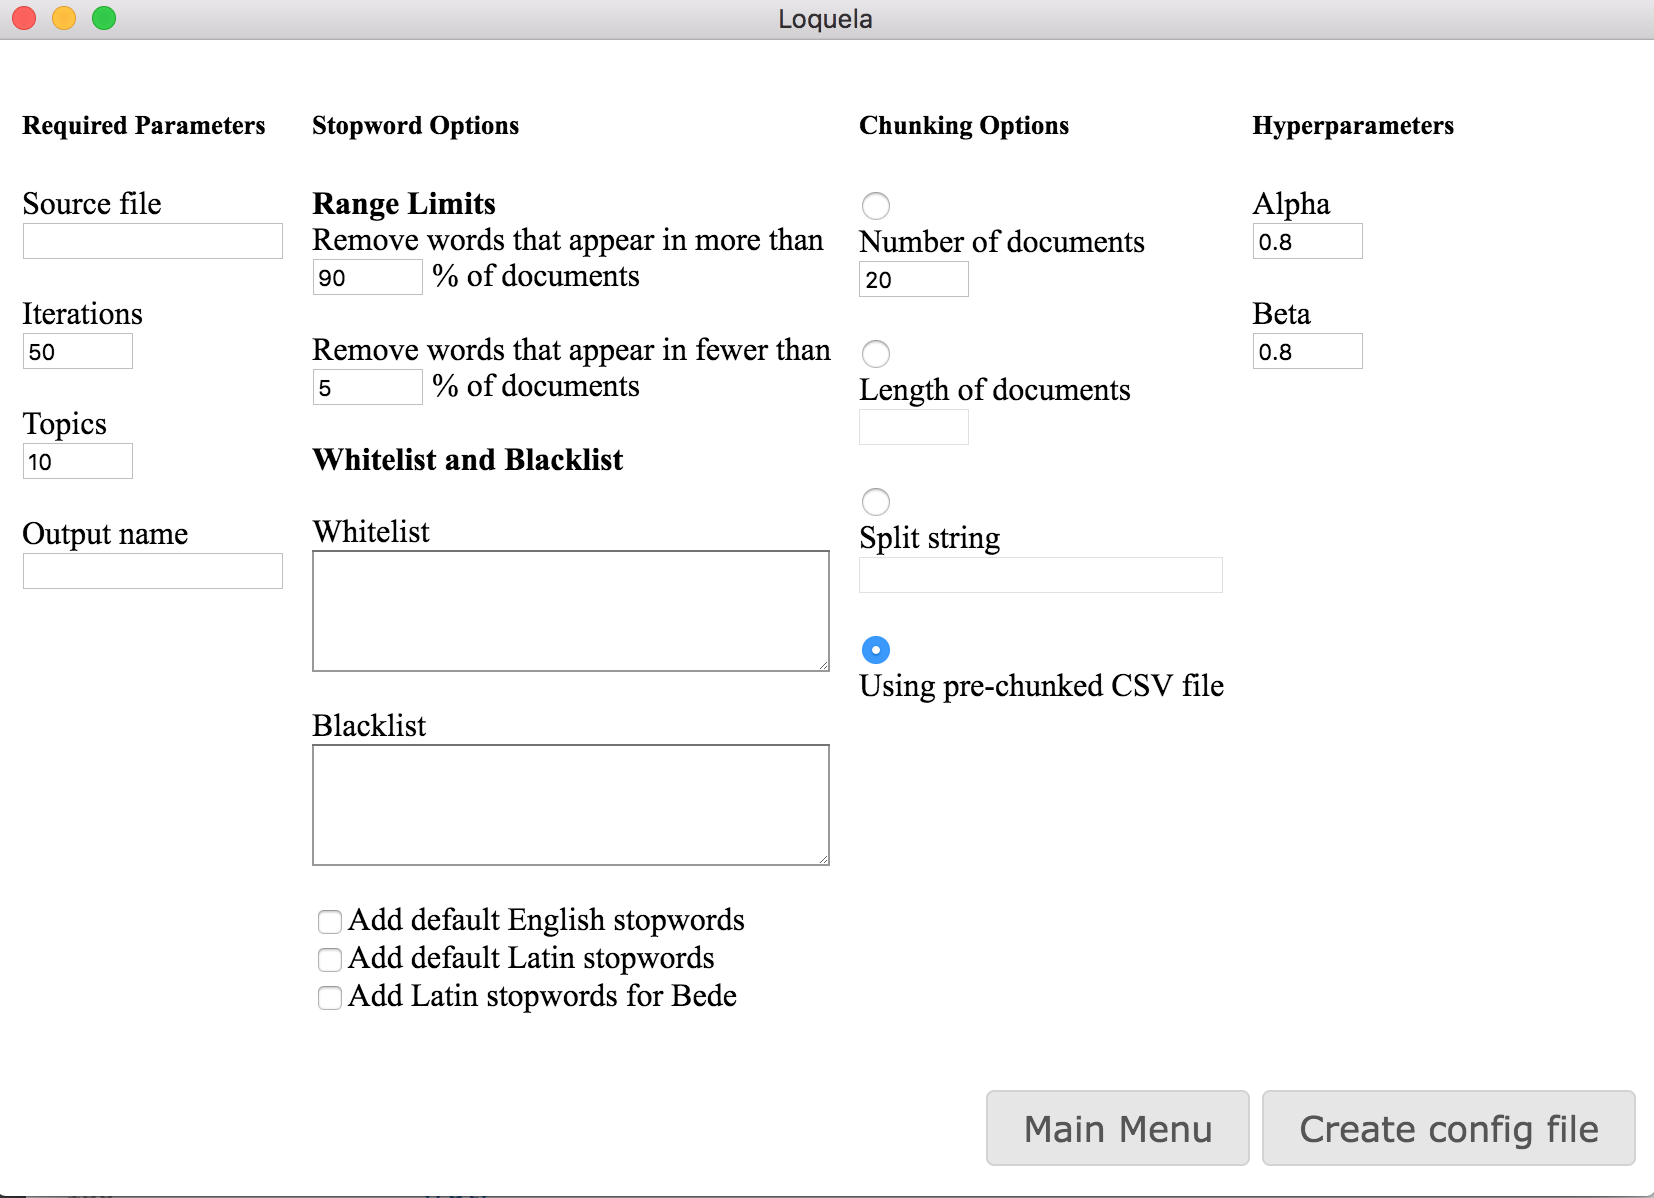 Loquela
Required Parameters
Source file
Iterations
50
Topics
10
Output name
Stopword Options
Range Limits
Remove words that appear in more than
90 % of documents
Remove words that appear in fewer than
5 % of documents
Whitelist and Blacklist
Whitelist
Blacklist
Add default English stopwords
Add default Latin stopwords
Add Latin stopwords for Bede
Chunking Options
Number of documents
20
Length of documents
Split string
Using pre-chunked CSV file
Hyperparameters
Alpha
0.8
Beta
0.8
Main Menu
Create config file